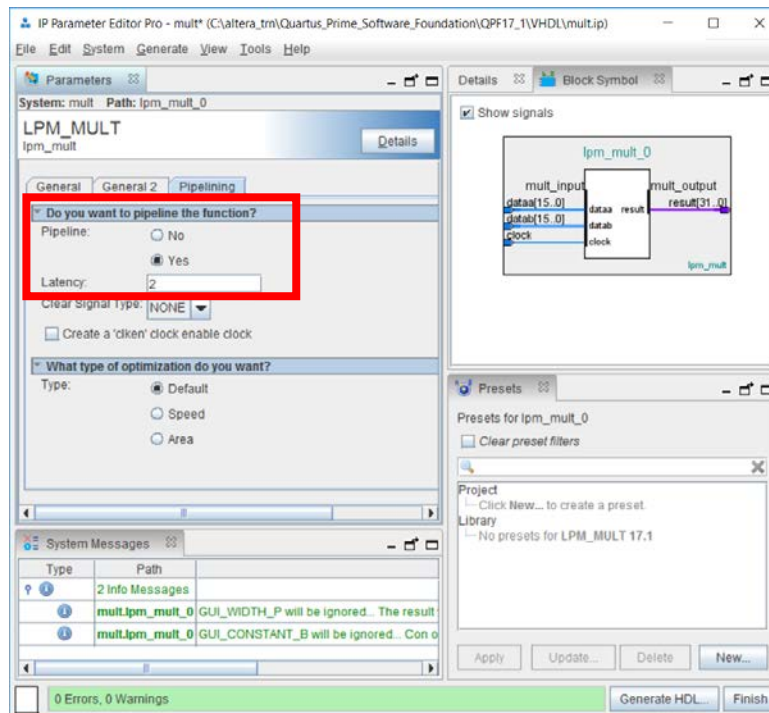 IP Parameter Editor Pro - mult* (C:\altera_trn\Quartus_Prime_Software_Foundation\QPF17_1\VHDL\mult.ip)
File Edit System Generate View Tools Help
Parameters
System: mult Path: lpm_mult_0
LPM_MULT
lpm_mult
Details
General General 2 Pipelining
Do you want to pipeline the function?
Pipeline: No
Yes
Latency: 2
Clear Signal Type: NONE
Create a 'clken' clock enable clock
What type of optimization do you want?
Type: Default
Speed
Area
System Messages
Type Path
2 Info Messages
mult.lpm_mult_0 GUI_WIDTH_P will be ignored... The result
mult.lpm_mult_0 GUI_CONSTANT_B will be ignored... Con o
Details Block Symbol
Show signals
lpm_mult_0
mult_input mult_output
dataa[15..0] dataa result result[31..0]
datab[15..0] datab
clock clock
lpm_mult
Presets
Presets for lpm_mult_0
Clear preset filters
Project
Click New... to create a preset.
Library
No presets for LPM_MULT 17.1
Apply Update... Delete New...
0 Errors, 0 Warnings
Generate HDL... Finish